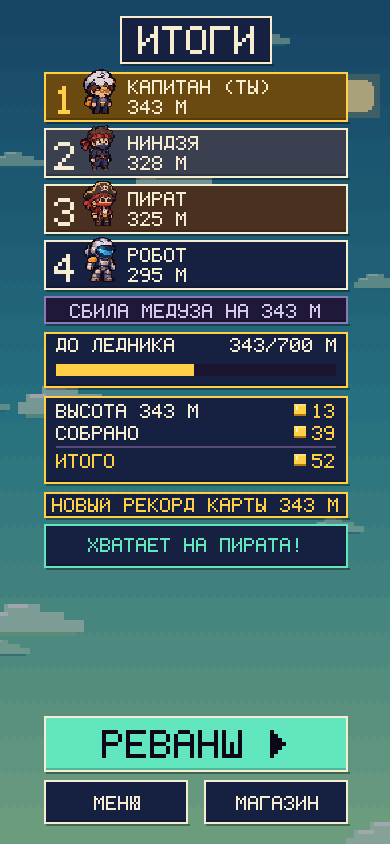 ИТОГИ
1
КАПИТАН (ТЫ)
343 М
2
НИНДЗЯ
328 М
3
ПИРАТ
325 М
4
РОБОТ
295 М
СБИЛА МЕДУЗА НА 343 М
ДО ЛЕДНИКА 343/700 М
ВЫСОТА 343 М 13
СОБРАНО 39
ИТОГО 52
НОВЫЙ РЕКОРД КАРТЫ 343 М
ХВАТАЕТ НА ПИРАТА!
РЕВАНШ
МЕНЮ
МАГАЗИН